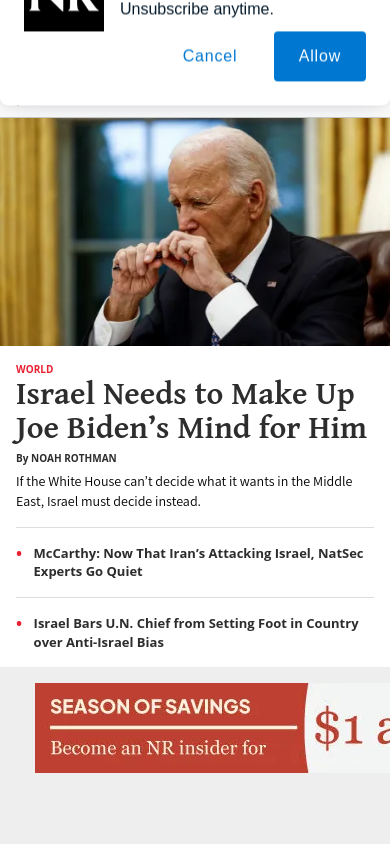 NR
Unsubscribe anytime.
Cancel
Allow
WORLD
Israel Needs to Make Up
Joe Biden’s Mind for Him
By NOAH ROTHMAN
If the White House can’t decide what it wants in the Middle
East, Israel must decide instead.
McCarthy: Now That Iran’s Attacking Israel, NatSec
Experts Go Quiet
Israel Bars U.N. Chief from Setting Foot in Country
over Anti-Israel Bias
SEASON OF SAVINGS
Become an NR insider for
$1 a